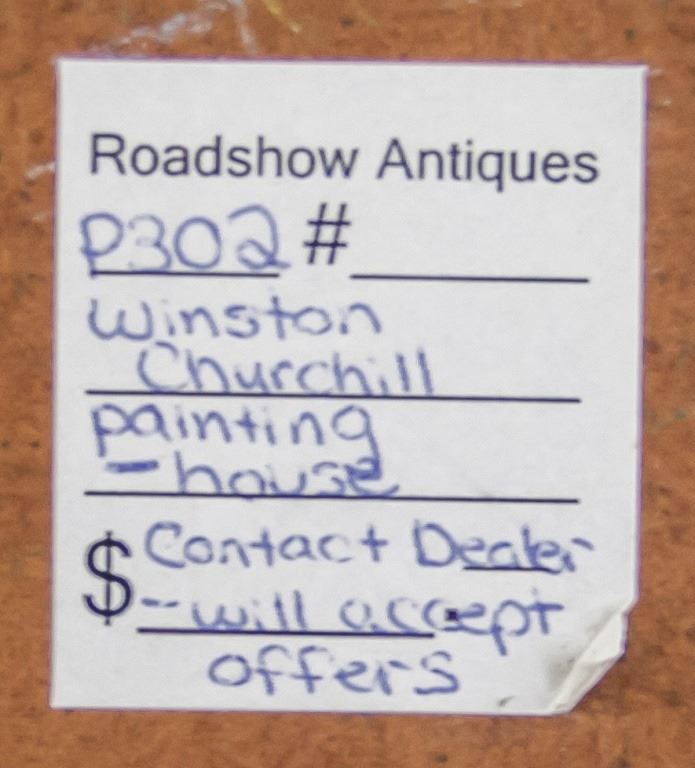 Roadshow Antiques
P302 #
Winston
Churchill
painting
- house
$ Contact Dealer
-- will accept
offers